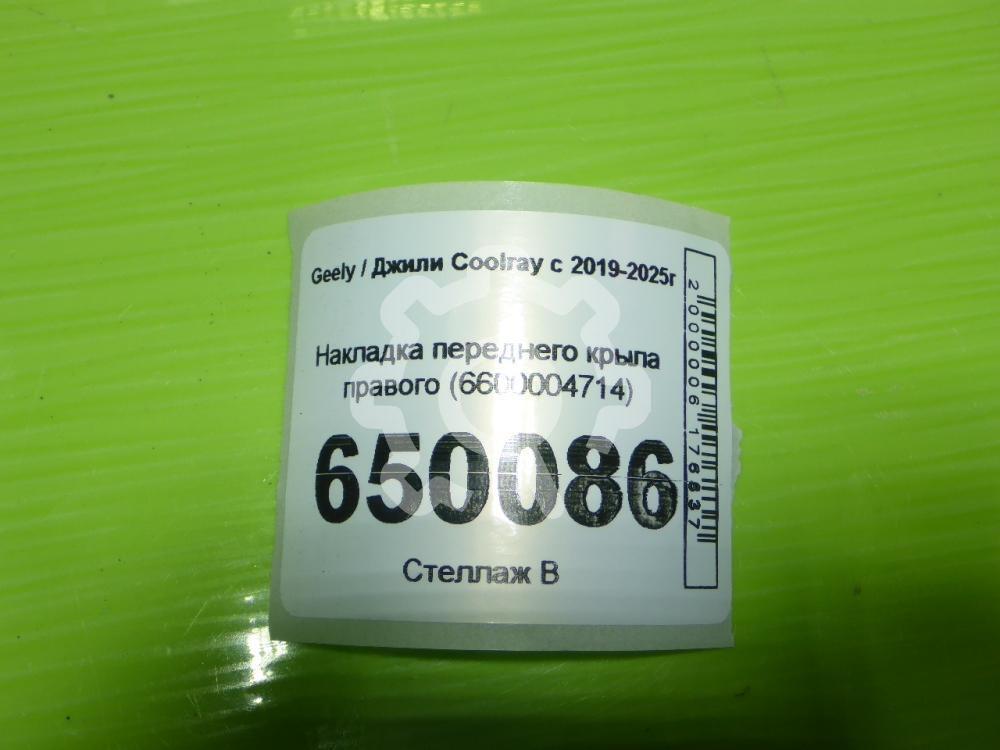 Geely / Джили Coolray с 2019-2025г
Накладка переднего крыла
правого (6600004714)
650086
Стеллаж В
2000006176637